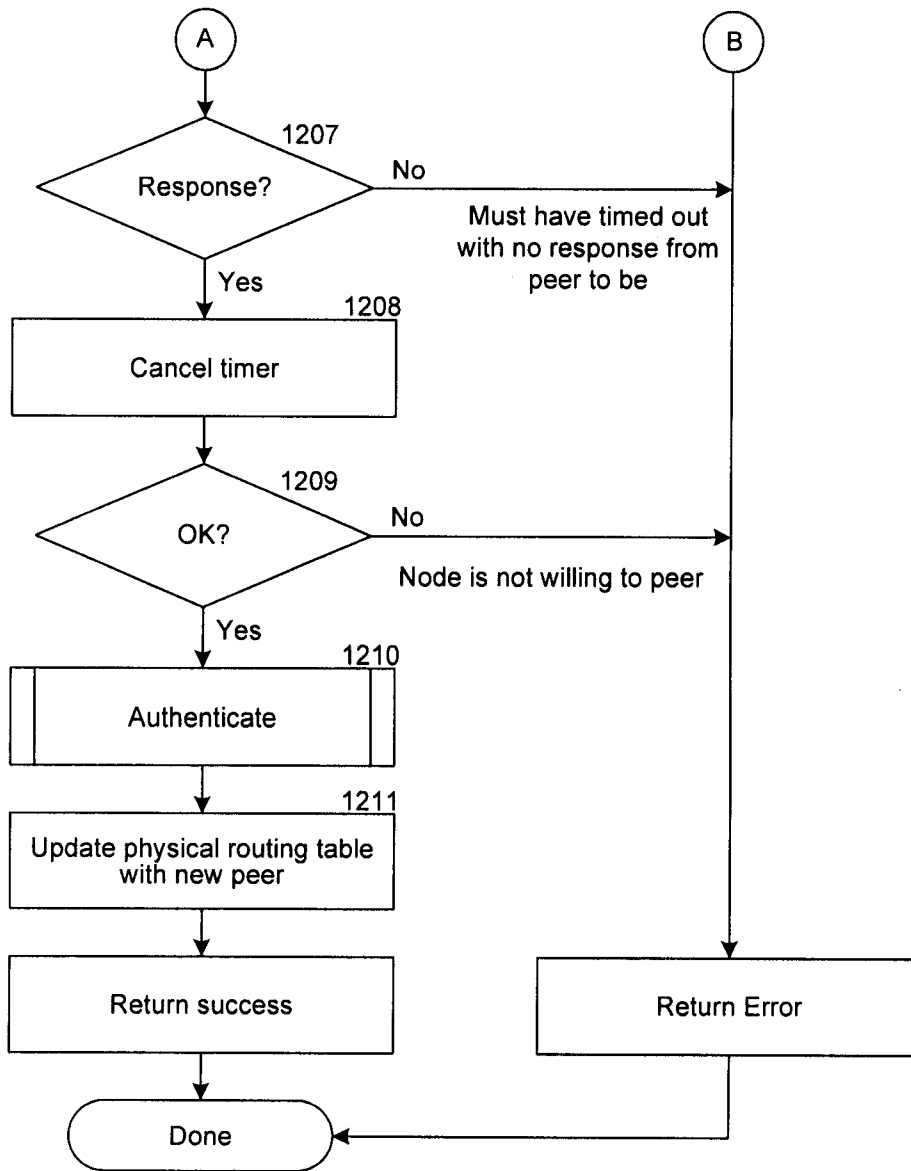 A
B
1207
Response?
No
Must have timed out
with no response from
peer to be
Yes
1208
Cancel timer
1209
OK?
No
Node is not willing to peer
Yes
1210
Authenticate
1211
Update physical routing table
with new peer
Return success
Return Error
Done